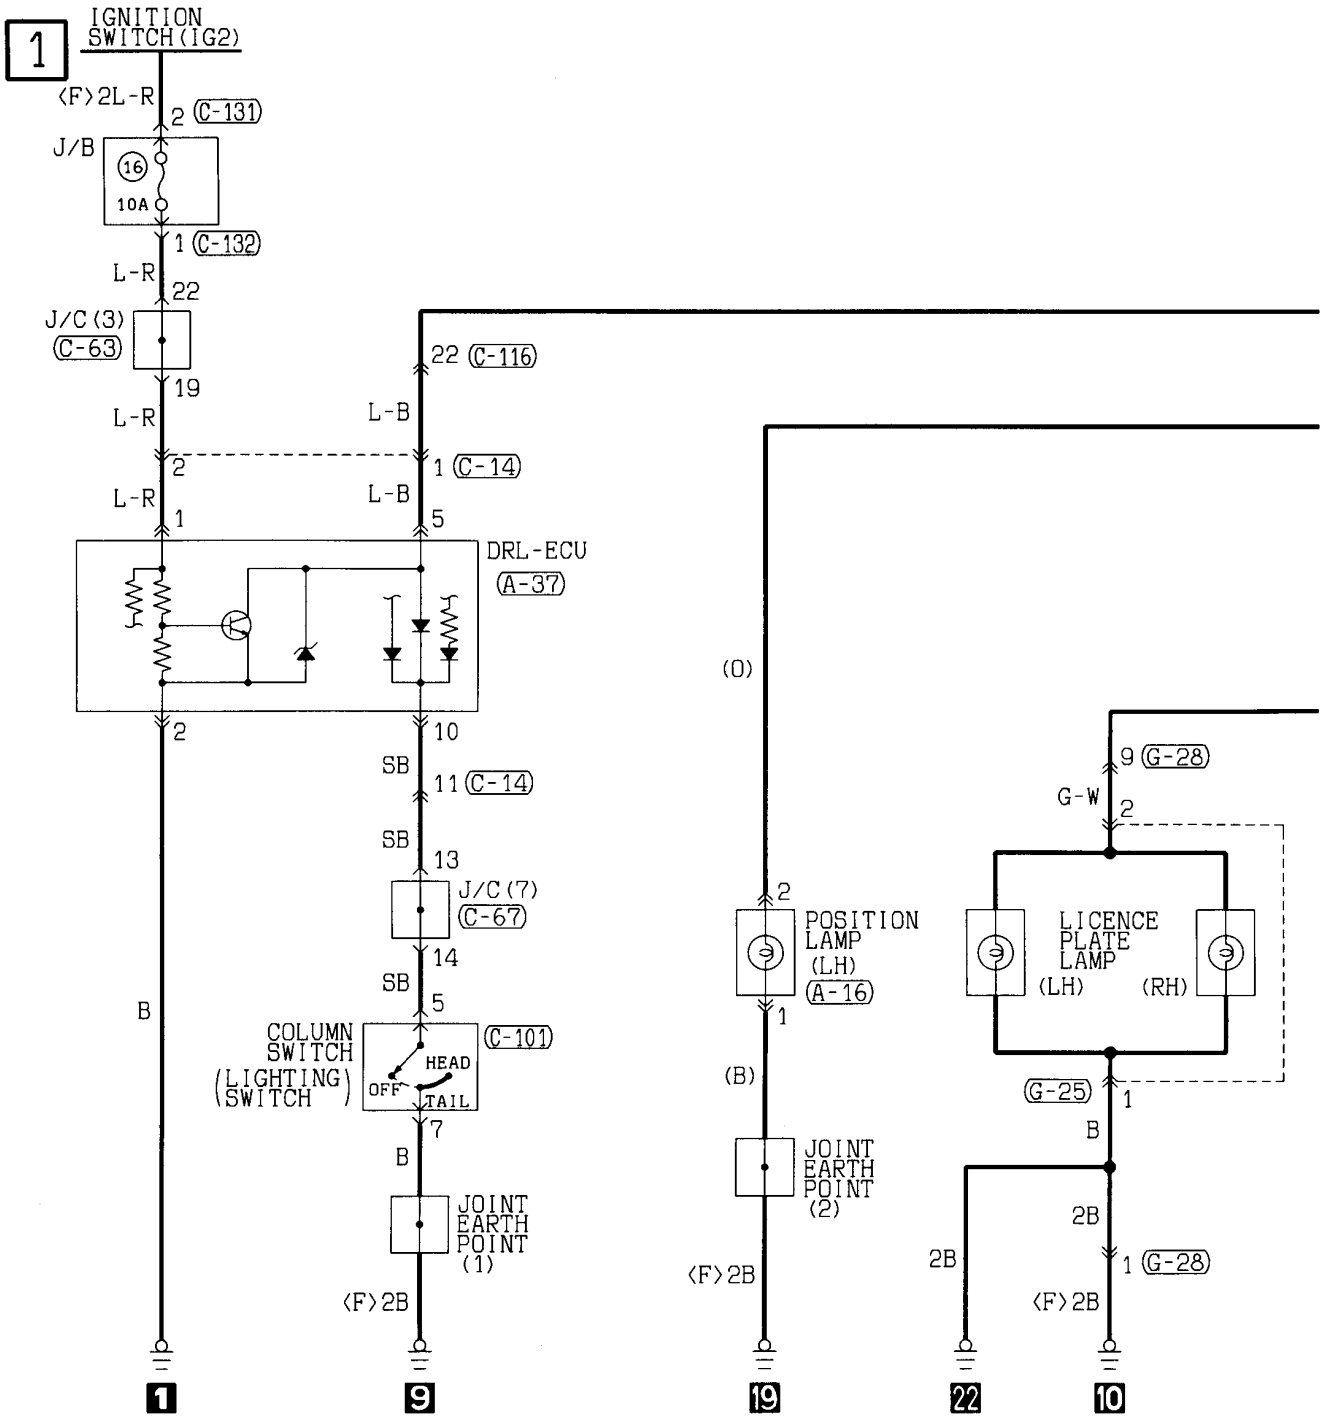 1
IGNITION
SWITCH(IG2)
<F>2L-R
2 (C-131)
J/B
16
10A
1 (C-132)
L-R
22
J/C(3)
(C-63)
19
22 (C-116)
L-R
L-B
2
1 (C-14)
L-R
L-B
1
5
DRL-ECU
(A-37)
(O)
2
10
SB
11 (C-14)
9 (G-28)
G-W
2
SB
13
J/C(7)
(C-67)
14
SB
5
2
POSITION
LAMP
(LH)
(A-16)
1
LICENCE
PLATE
LAMP
(LH)
(RH)
B
COLUMN
SWITCH
(LIGHTING
SWITCH)
(C-101)
HEAD
OFF
TAIL
7
B
(B)
(G-25)
1
B
JOINT
EARTH
POINT
(1)
JOINT
EARTH
POINT
(2)
2B
2B
1 (G-28)
<F>2B
<F>2B
<F>2B
1
9
19
22
10